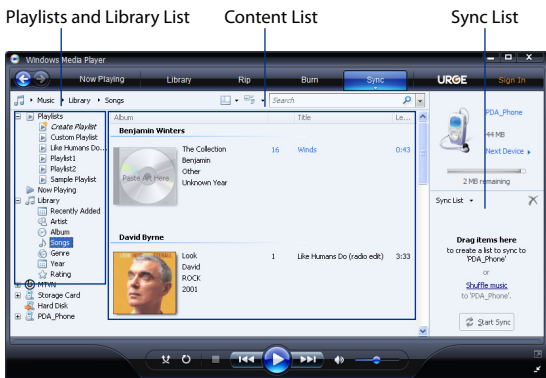 Playlists and Library List
Content List
Sync List
Windows Media Player
Now Playing
Library
Rip
Burn
Sync
URGE
Sign In
Music
Library
Songs
Search
Playlists
Create Playlist
Custom Playlist
Like Humans Do...
Playlist1
Playlist2
Sample Playlist
Now Playing
Library
Recently Added
Artist
Album
Songs
Genre
Year
Rating
MTVN
Storage Card
Hard Disk
PDA_Phone
Album
Title
Le...
Benjamin Winters
Paste Art Here
The Collection
Benjamin
Other
Unknown Year
16
Winds
0:43
David Byrne
Look
David
ROCK
2001
1
Like Humans Do (radio edit)
3:33
PDA_Phone
44 MB
Next Device
2 MB remaining
Sync List
Drag items here
to create a list to sync to
'PDA_Phone'
or
Shuffle music
to 'PDA_Phone'.
Start Sync